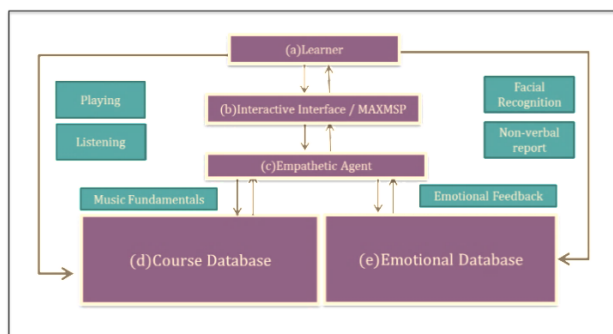 (a)Learner
Playing
Facial
Recognition
(b)Interactive Interface / MAXMSP
Listening
Non-verbal
report
(c)Empathetic Agent
Music Fundamentals
Emotional Feedback
(d)Course Database
(e)Emotional Database